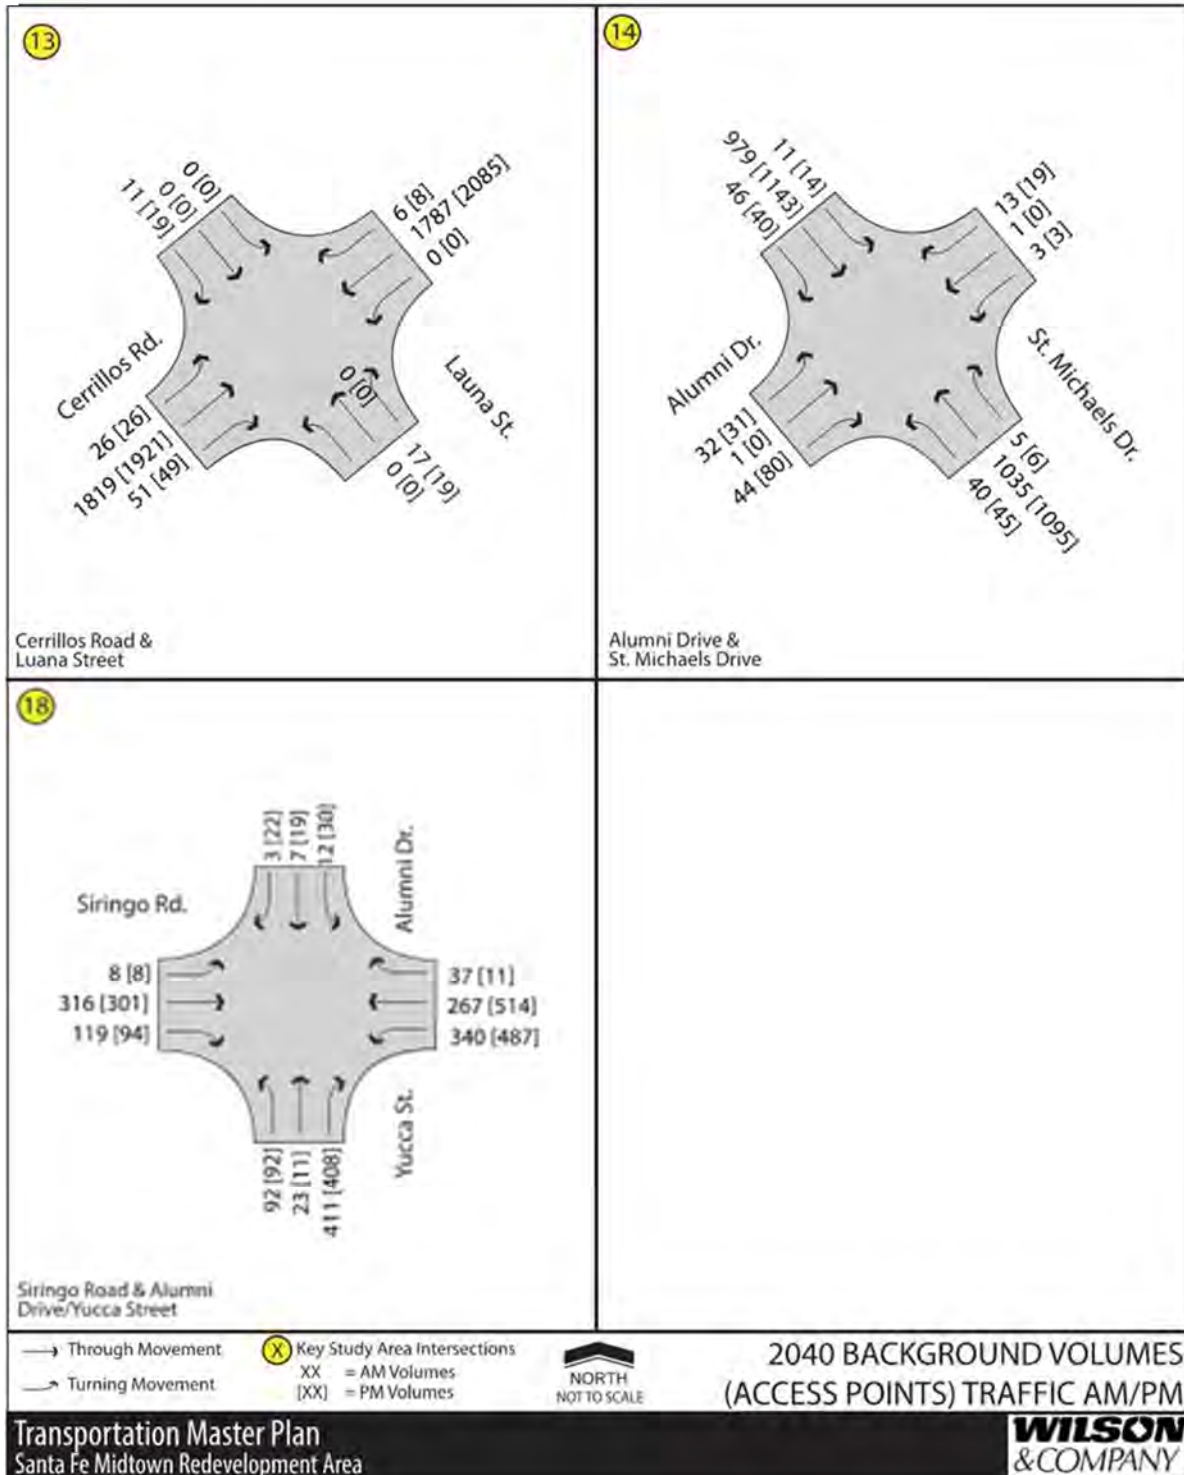 13
0 [0]
0 [0]
11 [19]
6 [8]
1787 [2085]
0 [0]
Cerrillos Rd.
Launa St.
26 [26]
1819 [1921]
51 [49]
0 [0]
17 [19]
0 [0]
Cerrillos Road &
Luana Street
14
11 [14]
979 [1143]
46 [40]
13 [19]
1 [0]
3 [3]
Alumni Dr.
St. Michaels Dr.
32 [31]
1 [0]
44 [80]
5 [6]
1035 [1095]
40 [45]
Alumni Drive &
St. Michaels Drive
18
3 [22]
7 [19]
12 [30]
Siringo Rd.
Alumni Dr.
8 [8]
316 [301]
119 [94]
37 [11]
267 [514]
340 [487]
92 [92]
23 [11]
411 [408]
Yucca St.
Siringo Road & Alumni
Drive/Yucca Street
Through Movement
Turning Movement
X Key Study Area Intersections
XX = AM Volumes
[XX] = PM Volumes
NORTH
NOT TO SCALE
2040 BACKGROUND VOLUMES
(ACCESS POINTS) TRAFFIC AM/PM
Transportation Master Plan
Santa Fe Midtown Redevelopment Area
WILSON
&COMPANY